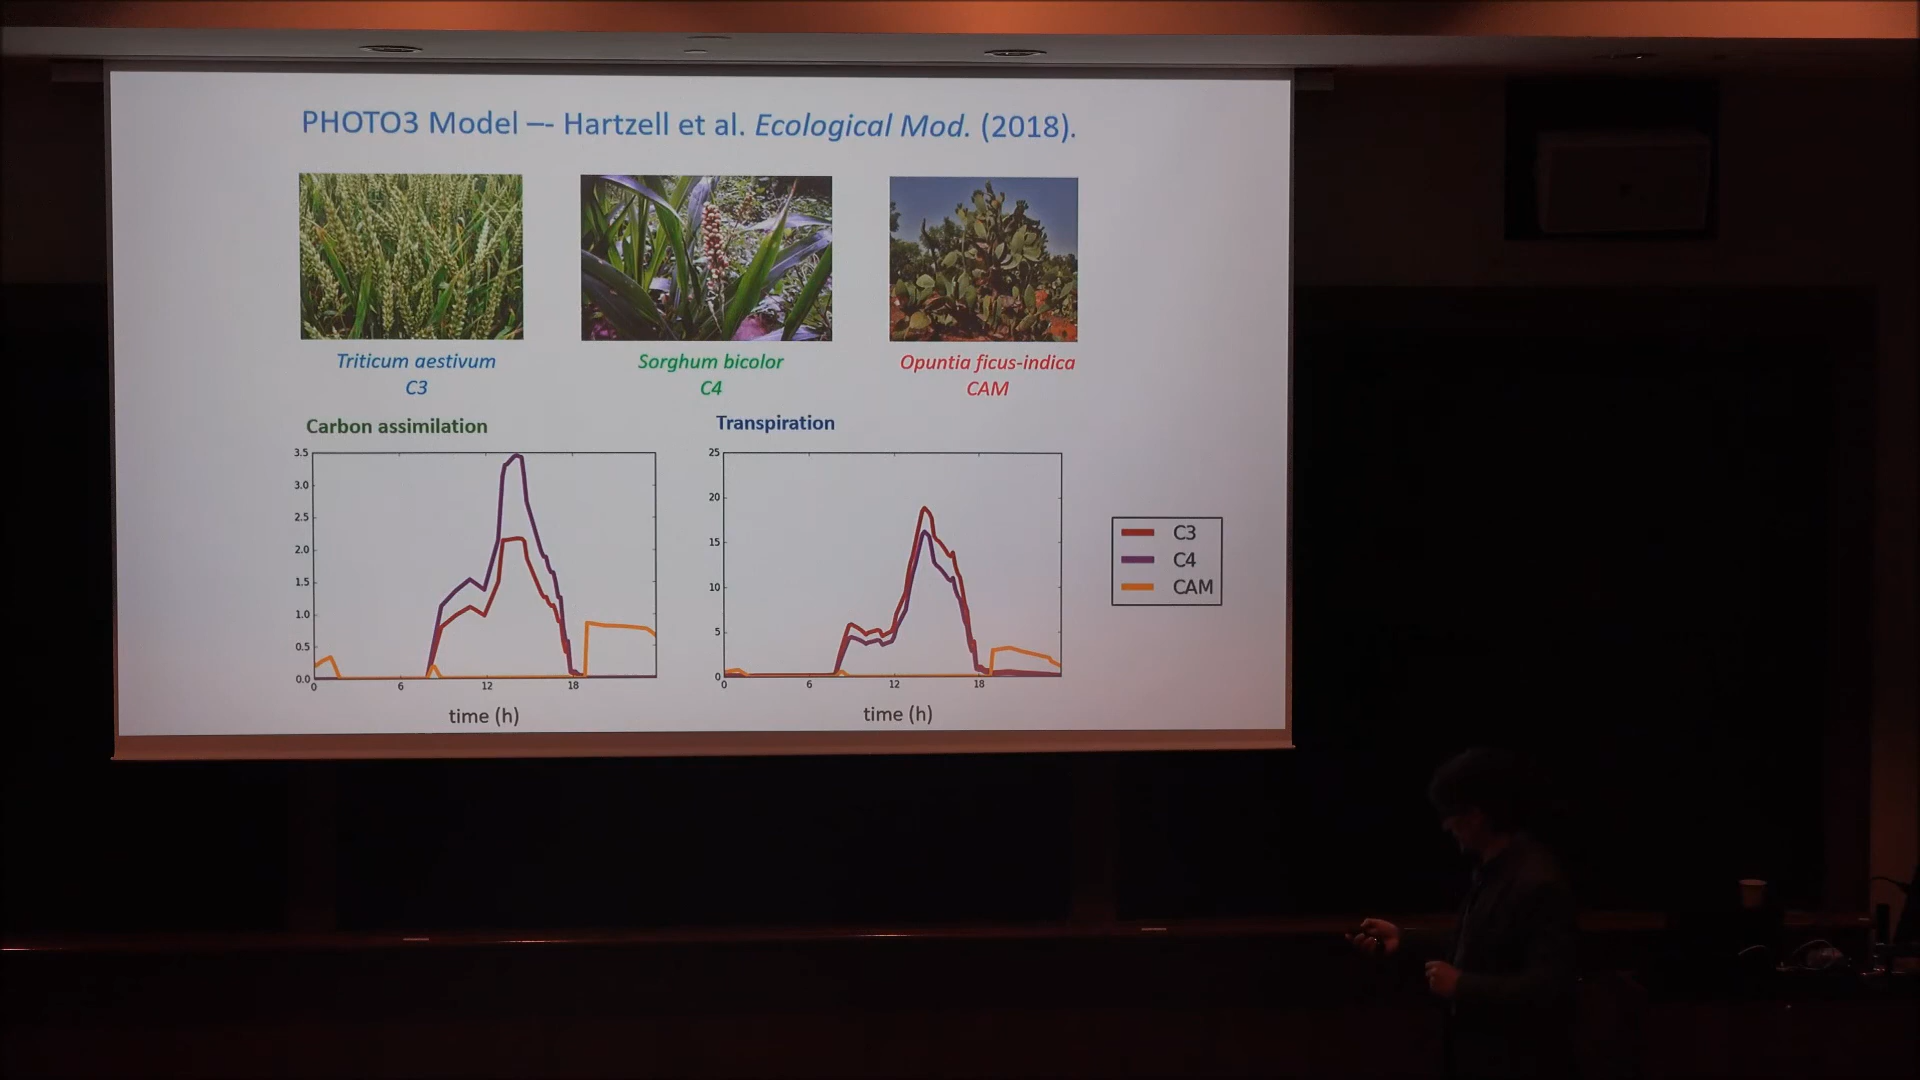 PHOTO3 Model –- Hartzell et al. Ecological Mod. (2018).
Triticum aestivum
C3
Sorghum bicolor
C4
Opuntia ficus-indica
CAM
Carbon assimilation
3.5
3.0
2.5
2.0
1.5
1.0
0.5
0.0
0 6 12 18
time (h)
Transpiration
25
20
15
10
5
0
0 6 12 18
time (h)
C3
C4
CAM